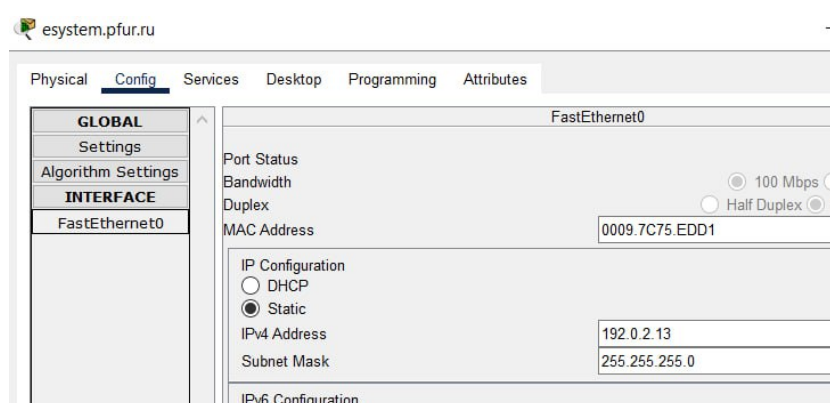 esystem.pfur.ru
Physical Config Services Desktop Programming Attributes
GLOBAL
Settings
Algorithm Settings
INTERFACE
FastEthernet0
FastEthernet0
Port Status
Bandwidth 100 Mbps
Duplex Half Duplex
MAC Address 0009.7C75.EDD1
IP Configuration
DHCP
Static
IPv4 Address 192.0.2.13
Subnet Mask 255.255.255.0
IPv6 Configuration